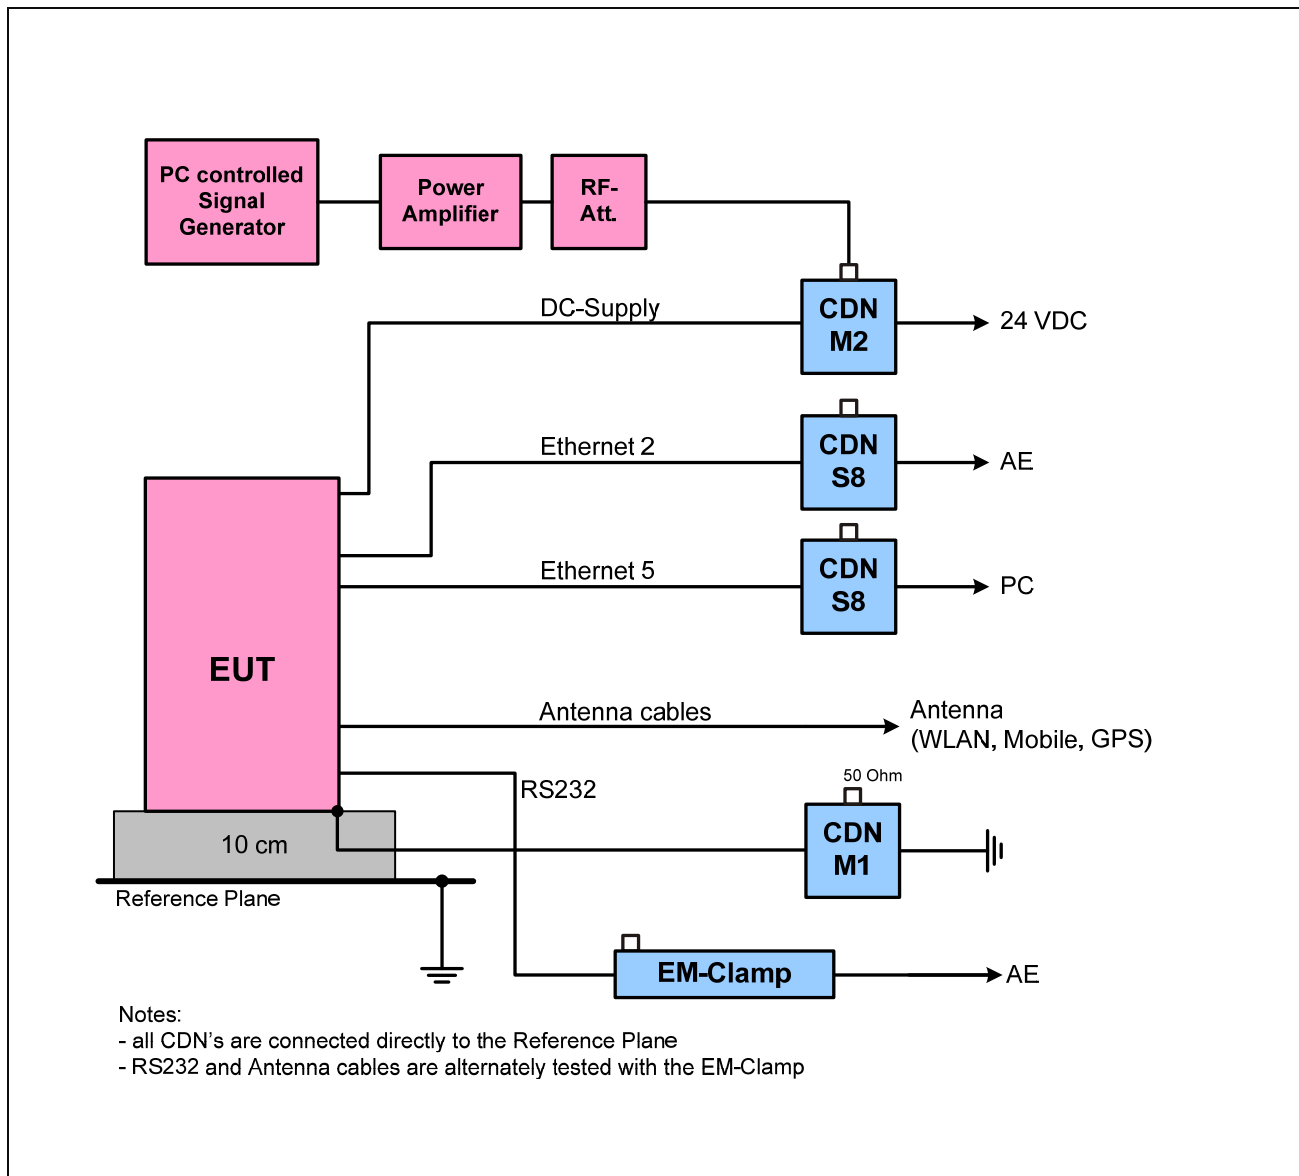 PC controlled
Signal
Generator
Power
Amplifier
RF-
Att.
DC-Supply
CDN
M2
24 VDC
Ethernet 2
CDN
S8
AE
Ethernet 5
CDN
S8
PC
EUT
Antenna cables
Antenna
(WLAN, Mobile, GPS)
RS232
50 Ohm
CDN
M1
10 cm
Reference Plane
EM-Clamp
AE
Notes:
- all CDN's are connected directly to the Reference Plane
- RS232 and Antenna cables are alternately tested with the EM-Clamp